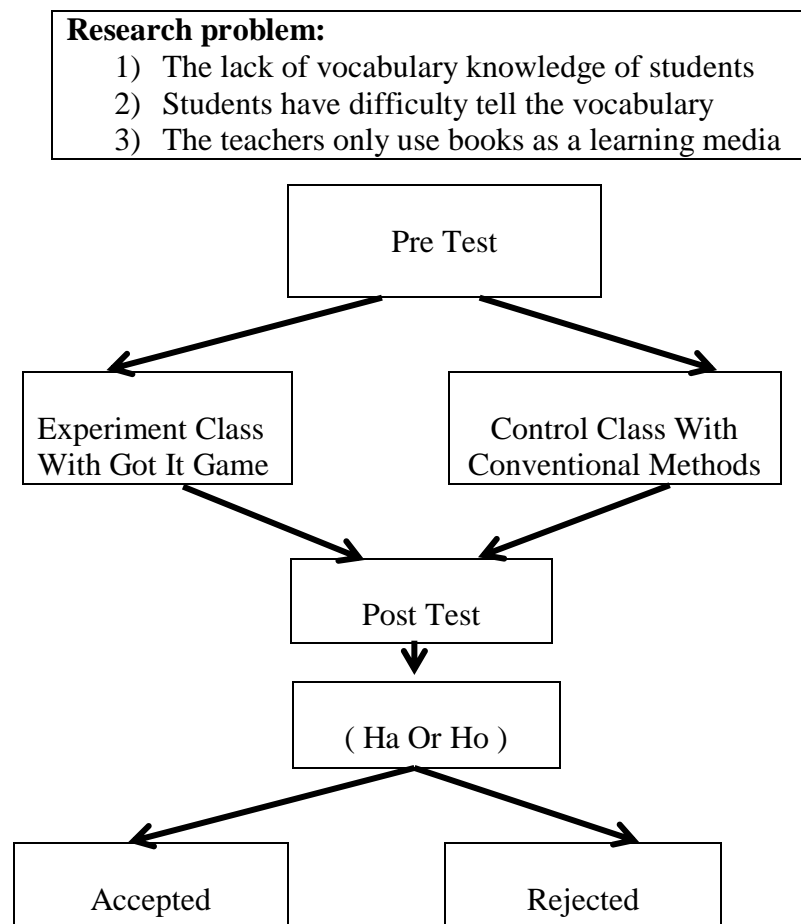 Research problem:
1) The lack of vocabulary knowledge of students
2) Students have difficulty tell the vocabulary
3) The teachers only use books as a learning media
Pre Test
Experiment Class
With Got It Game
Control Class With
Conventional Methods
Post Test
( Ha Or Ho )
Accepted
Rejected